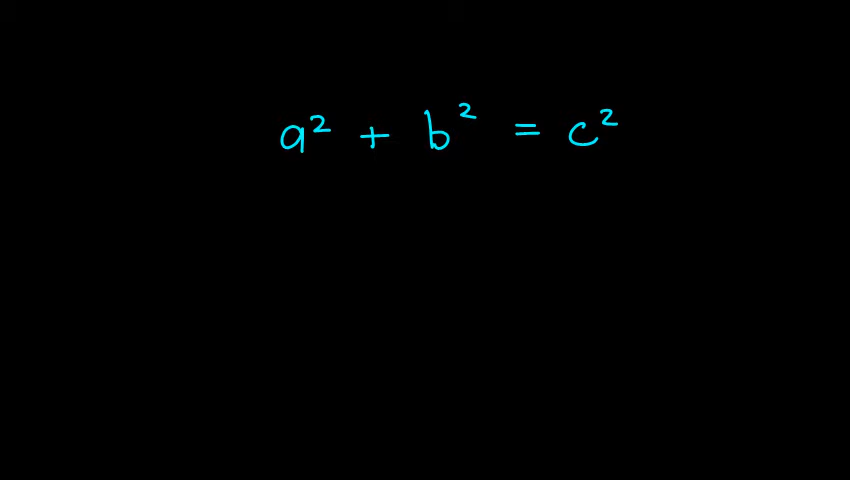 a² + b² = c²